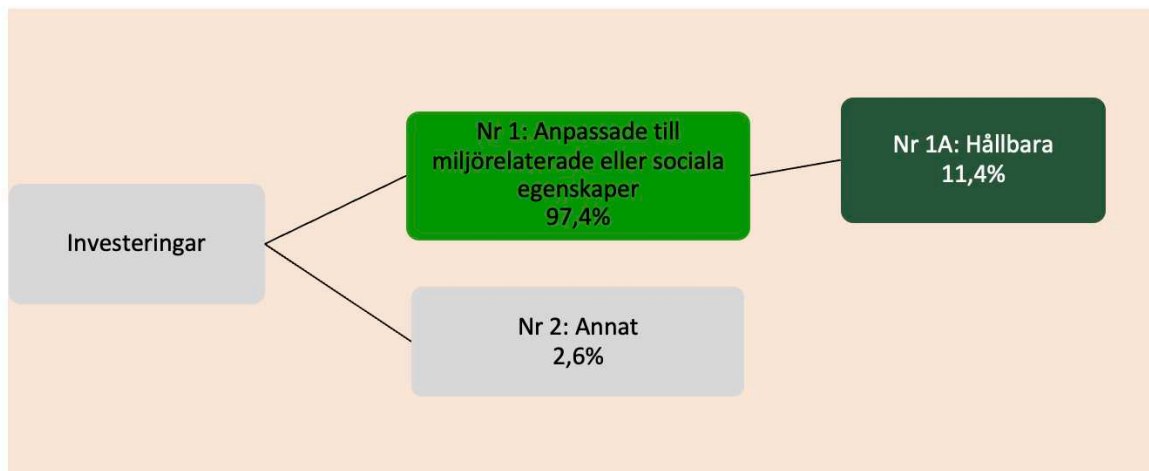 Investeringar
Nr 1: Anpassade till
miljörelaterade eller sociala
egenskaper
97,4%
Nr 1A: Hållbara
11,4%
Nr 2: Annat
2,6%